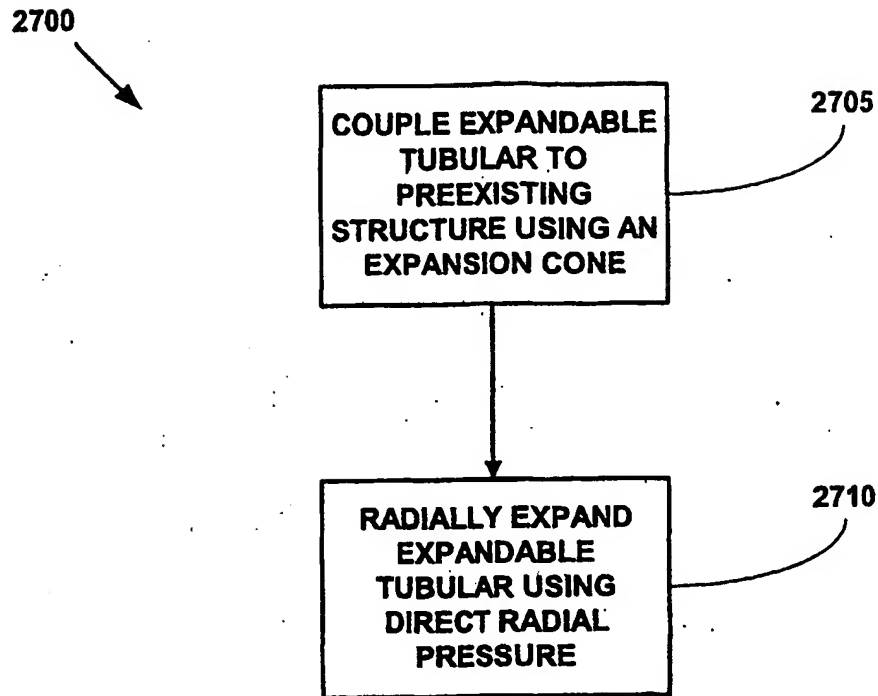 2700
COUPLE EXPANDABLE
TUBULAR TO
PREEXISTING
STRUCTURE USING AN
EXPANSION CONE
2705
RADIALLY EXPAND
EXPANDABLE
TUBULAR USING
DIRECT RADIAL
PRESSURE
2710